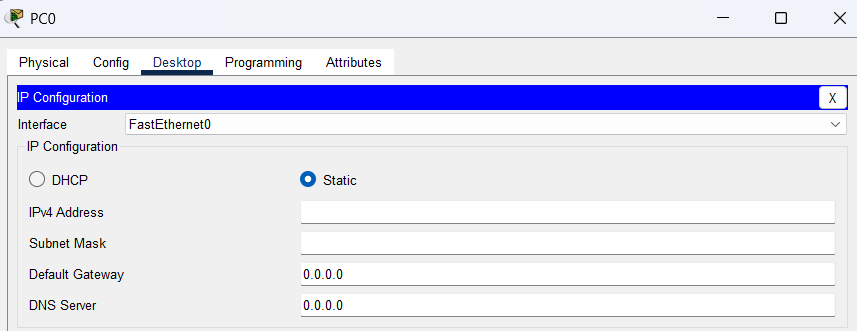 PC0
Physical Config Desktop Programming Attributes
IP Configuration X
Interface FastEthernet0
IP Configuration
DHCP Static
IPv4 Address
Subnet Mask
Default Gateway 0.0.0.0
DNS Server 0.0.0.0